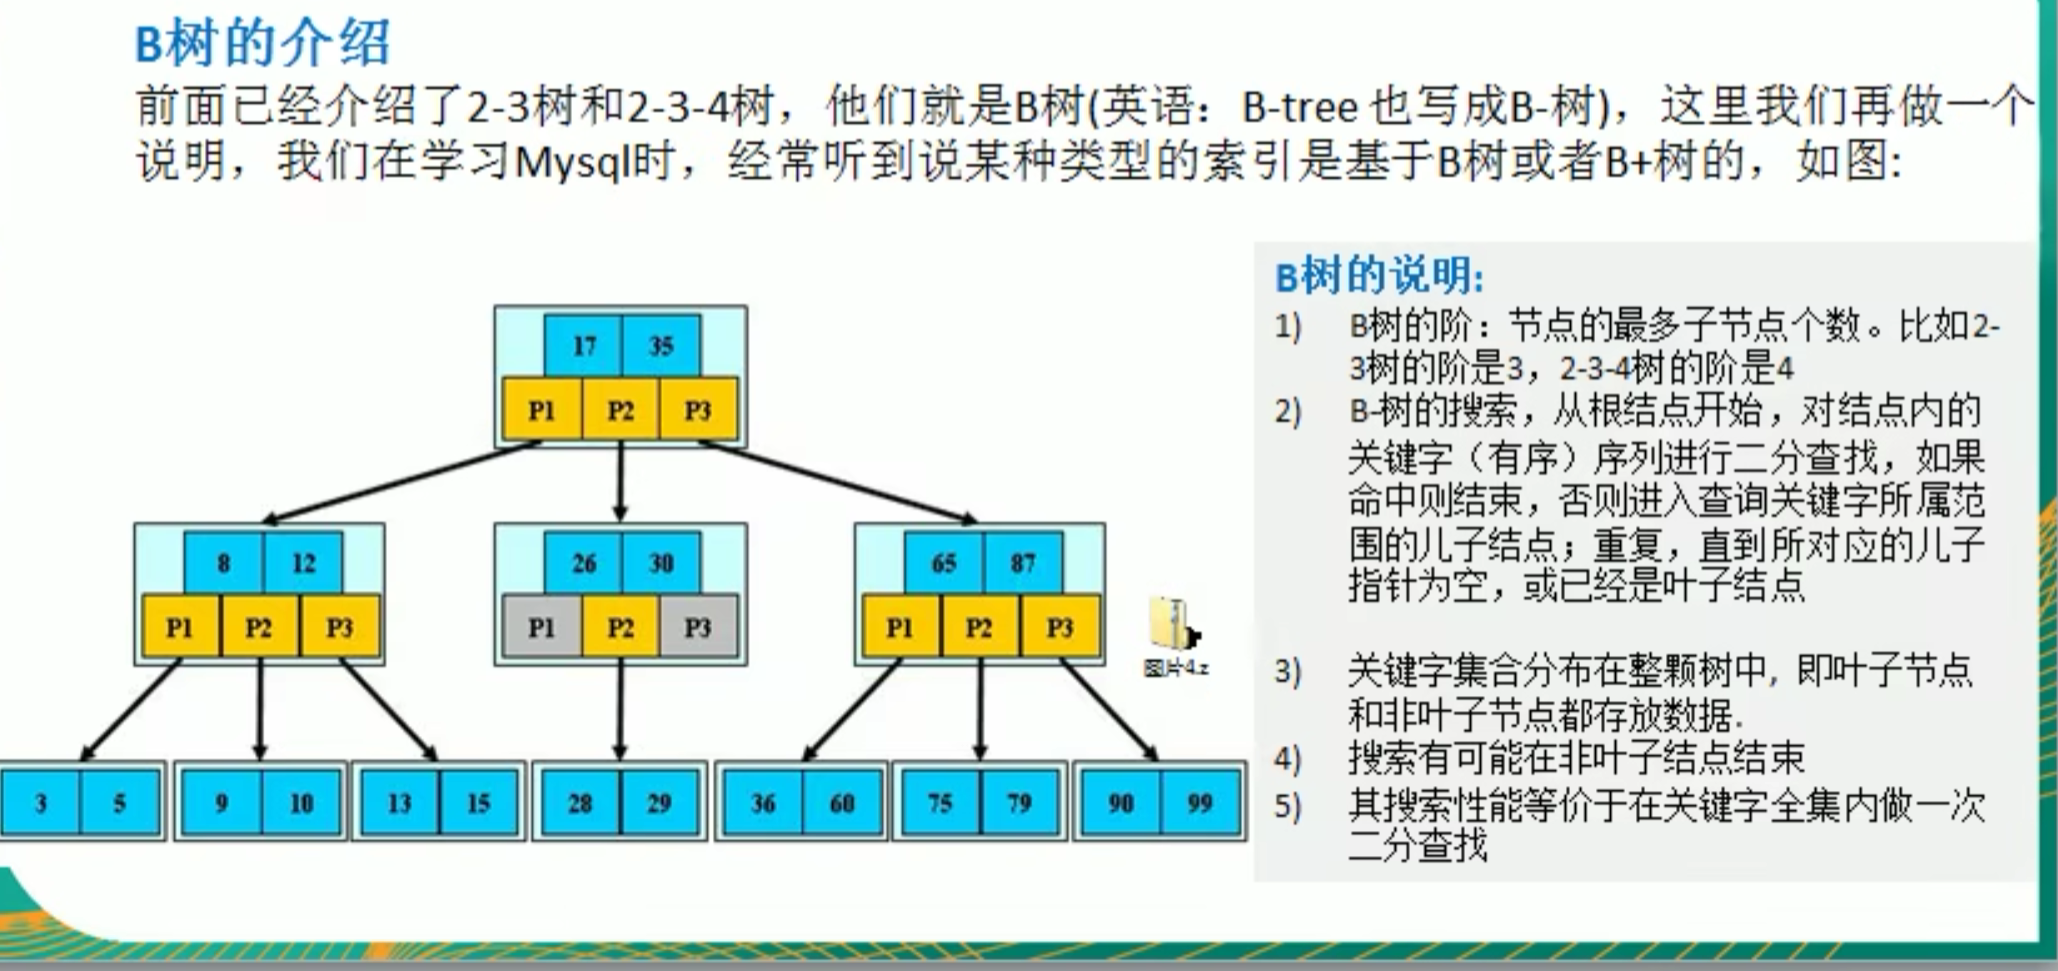 B树的介绍
前面已经介绍了2-3树和2-3-4树，他们就是B树(英语：B-tree 也写成B-树)，这里我们再做一个
说明，我们在学习Mysql时，经常听到说某种类型的索引是基于B树或者B+树的，如图:
17 35
P1 P2 P3
8 12
P1 P2 P3
26 30
P1 P2 P3
65 87
P1 P2 P3
3 5
9 10
13 15
28 29
36 60
75 79
90 99
图片4.z
B树的说明:
1) B树的阶：节点的最多子节点个数。比如2-
3树的阶是3，2-3-4树的阶是4
2) B-树的搜索，从根结点开始，对结点内的
关键字（有序）序列进行二分查找，如果
命中则结束，否则进入查询关键字所属范
围的儿子结点；重复，直到所对应的儿子
指针为空，或已经是叶子结点
3) 关键字集合分布在整颗树中, 即叶子节点
和非叶子节点都存放数据.
4) 搜索有可能在非叶子结点结束
5) 其搜索性能等价于在关键字全集内做一次
二分查找